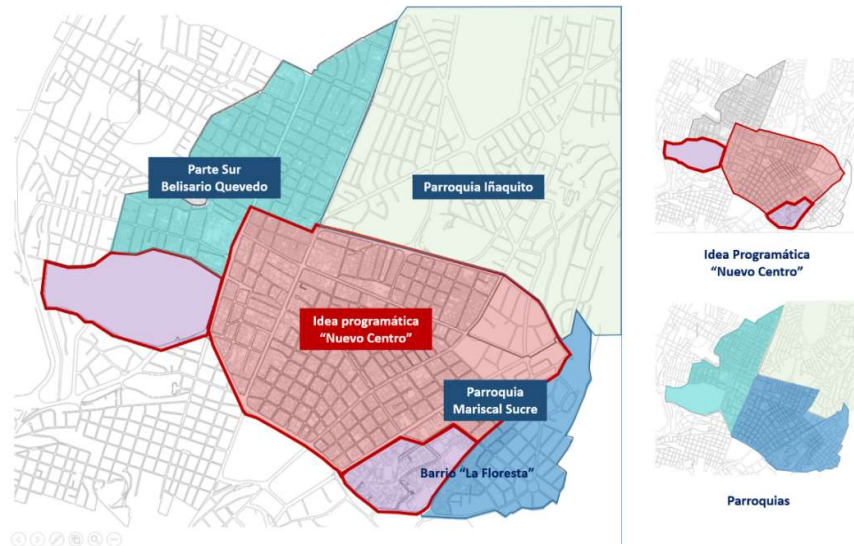 Parte Sur
Belisario Quevedo
Parroquia Iñaquito
Idea programática
“Nuevo Centro”
Parroquia
Mariscal Sucre
Barrio “La Floresta”
Idea Programática
“Nuevo Centro”
Parroquias